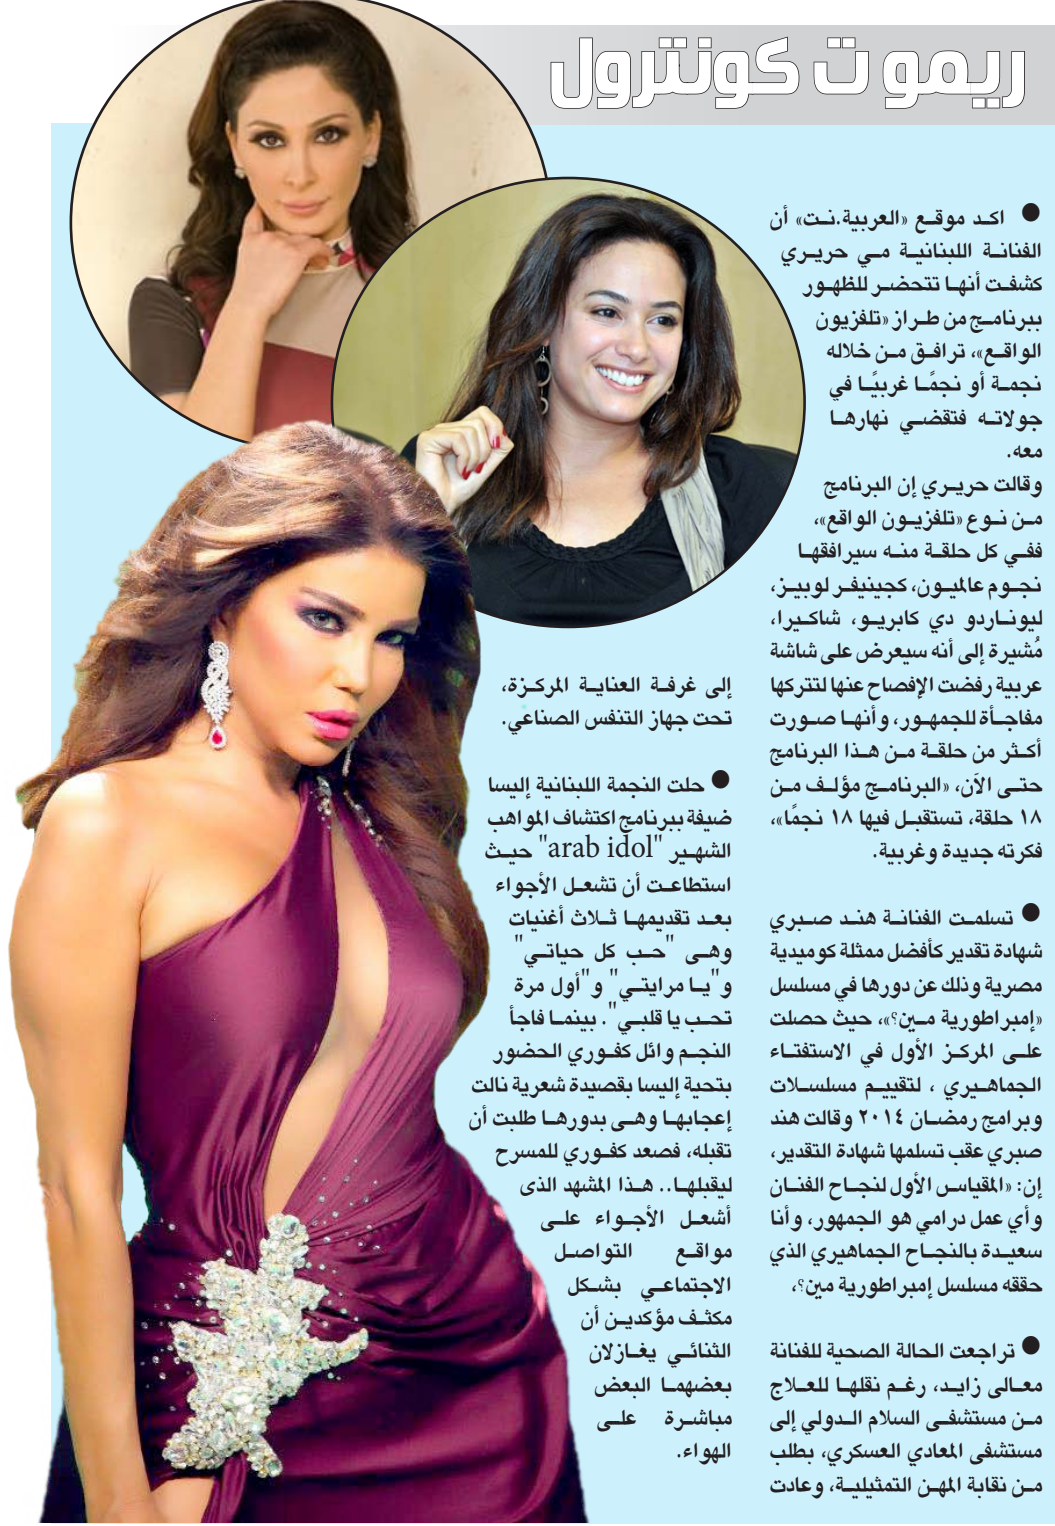 ريموت كونترول
● اكد موقع «العربية.نت» أن
الفنانة اللبنانية مي حريري
كشفت أنها تتحضر للظهور
ببرنامج من طراز «تلفزيون
الواقع»، ترافق من خلاله
نجمة أو نجمًا غربيًا في
جولاته فتقضي نهارها
معه.
وقالت حريري إن البرنامج
من نوع «تلفزيون الواقع»،
ففي كل حلقة منه سيرافقها
نجوم عالميون، كجينيفر لوبيز،
ليوناردو دي كابريو، شاكيرا،
مُشيرة إلى أنه سيعرض على شاشة
عربية رفضت الإفصاح عنها لتتركها
مفاجأة للجمهور، وأنها صورت
أكثر من حلقة من هذا البرنامج
حتى الآن، «البرنامج مؤلف من
١٨ حلقة، تستقبل فيها ١٨ نجمًا»،
فكرته جديدة وغربية.
● تسلمت الفنانة هند صبري
شهادة تقدير كأفضل ممثلة كوميدية
مصرية وذلك عن دورها في مسلسل
«إمبراطورية مين؟»، حيث حصلت
على المركز الأول في الاستفتاء
الجماهيري ، لتقييم مسلسلات
وبرامج رمضان ٢٠١٤ وقالت هند
صبري عقب تسلمها شهادة التقدير،
إن: «المقياس الأول لنجاح الفنان
وأي عمل درامي هو الجمهور، وأنا
سعيدة بالنجاح الجماهيري الذي
حققه مسلسل إمبراطورية مين؟،
● تراجعت الحالة الصحية للفنانة
معالى زايد، رغم نقلها للعلاج
من مستشفى السلام الدولي إلى
مستشفى المعادي العسكري، بطلب
من نقابة المهن التمثيلية، وعادت
إلى غرفة العناية المركزة،
تحت جهاز التنفس الصناعي.
● حلت النجمة اللبنانية إليسا
ضيفة ببرنامج اكتشاف المواهب
الشهير "arab idol" حيث
استطاعت أن تشعل الأجواء
بعد تقديمها ثلاث أغنيات
وهى "حب كل حياتي"
و"يا مرايتي" و"أول مرة
تحب يا قلبي". بينما فاجأ
النجم وائل كفوري الحضور
بتحية إليسا بقصيدة شعرية نالت
إعجابها وهى بدورها طلبت أن
تقبله، فصعد كفوري للمسرح
ليقبلها.. هذا المشهد الذى
أشعل الأجواء على
مواقع التواصل
الاجتماعي بشكل
مكثف مؤكدين أن
الثنائي يغازلان
بعضهما البعض
مباشرة على
الهواء.